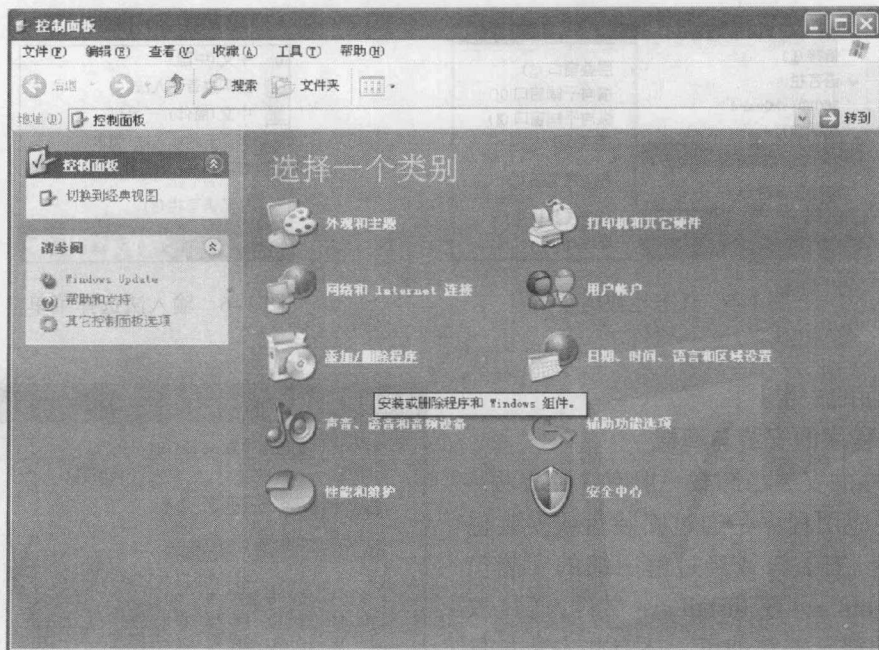 控制面板
文件(F) 编辑(E) 查看(V) 收藏(A) 工具(T) 帮助(H)
后退 搜索 文件夹
地址(D) 控制面板 转到
控制面板
切换到经典视图
请参阅
Windows Update
帮助和支持
其它控制面板选项
选择一个类别
外观和主题
打印机和其它硬件
网络和 Internet 连接
用户帐户
添加/删除程序
日期、时间、语言和区域设置
安装或删除程序和 Windows 组件。
声音、语音和音频设备
辅助功能选项
性能和维护
安全中心